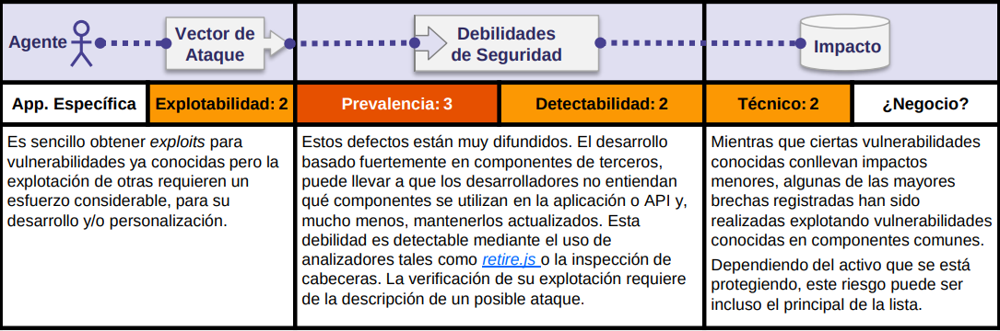 Agente
Vector de
Ataque
Debilidades
de Seguridad
Impacto
App. Específica
Explotabilidad: 2
Prevalencia: 3
Detectabilidad: 2
Técnico: 2
¿Negocio?
Es sencillo obtener exploits para
vulnerabilidades ya conocidas pero la
explotación de otras requieren un
esfuerzo considerable, para su
desarrollo y/o personalización.
Estos defectos están muy difundidos. El desarrollo
basado fuertemente en componentes de terceros,
puede llevar a que los desarrolladores no entiendan
qué componentes se utilizan en la aplicación o API y,
mucho menos, mantenerlos actualizados. Esta
debilidad es detectable mediante el uso de
analizadores tales como retire.js o la inspección de
cabeceras. La verificación de su explotación requiere
de la descripción de un posible ataque.
Mientras que ciertas vulnerabilidades
conocidas conllevan impactos
menores, algunas de las mayores
brechas registradas han sido
realizadas explotando vulnerabilidades
conocidas en componentes comunes.
Dependiendo del activo que se está
protegiendo, este riesgo puede ser
incluso el principal de la lista.